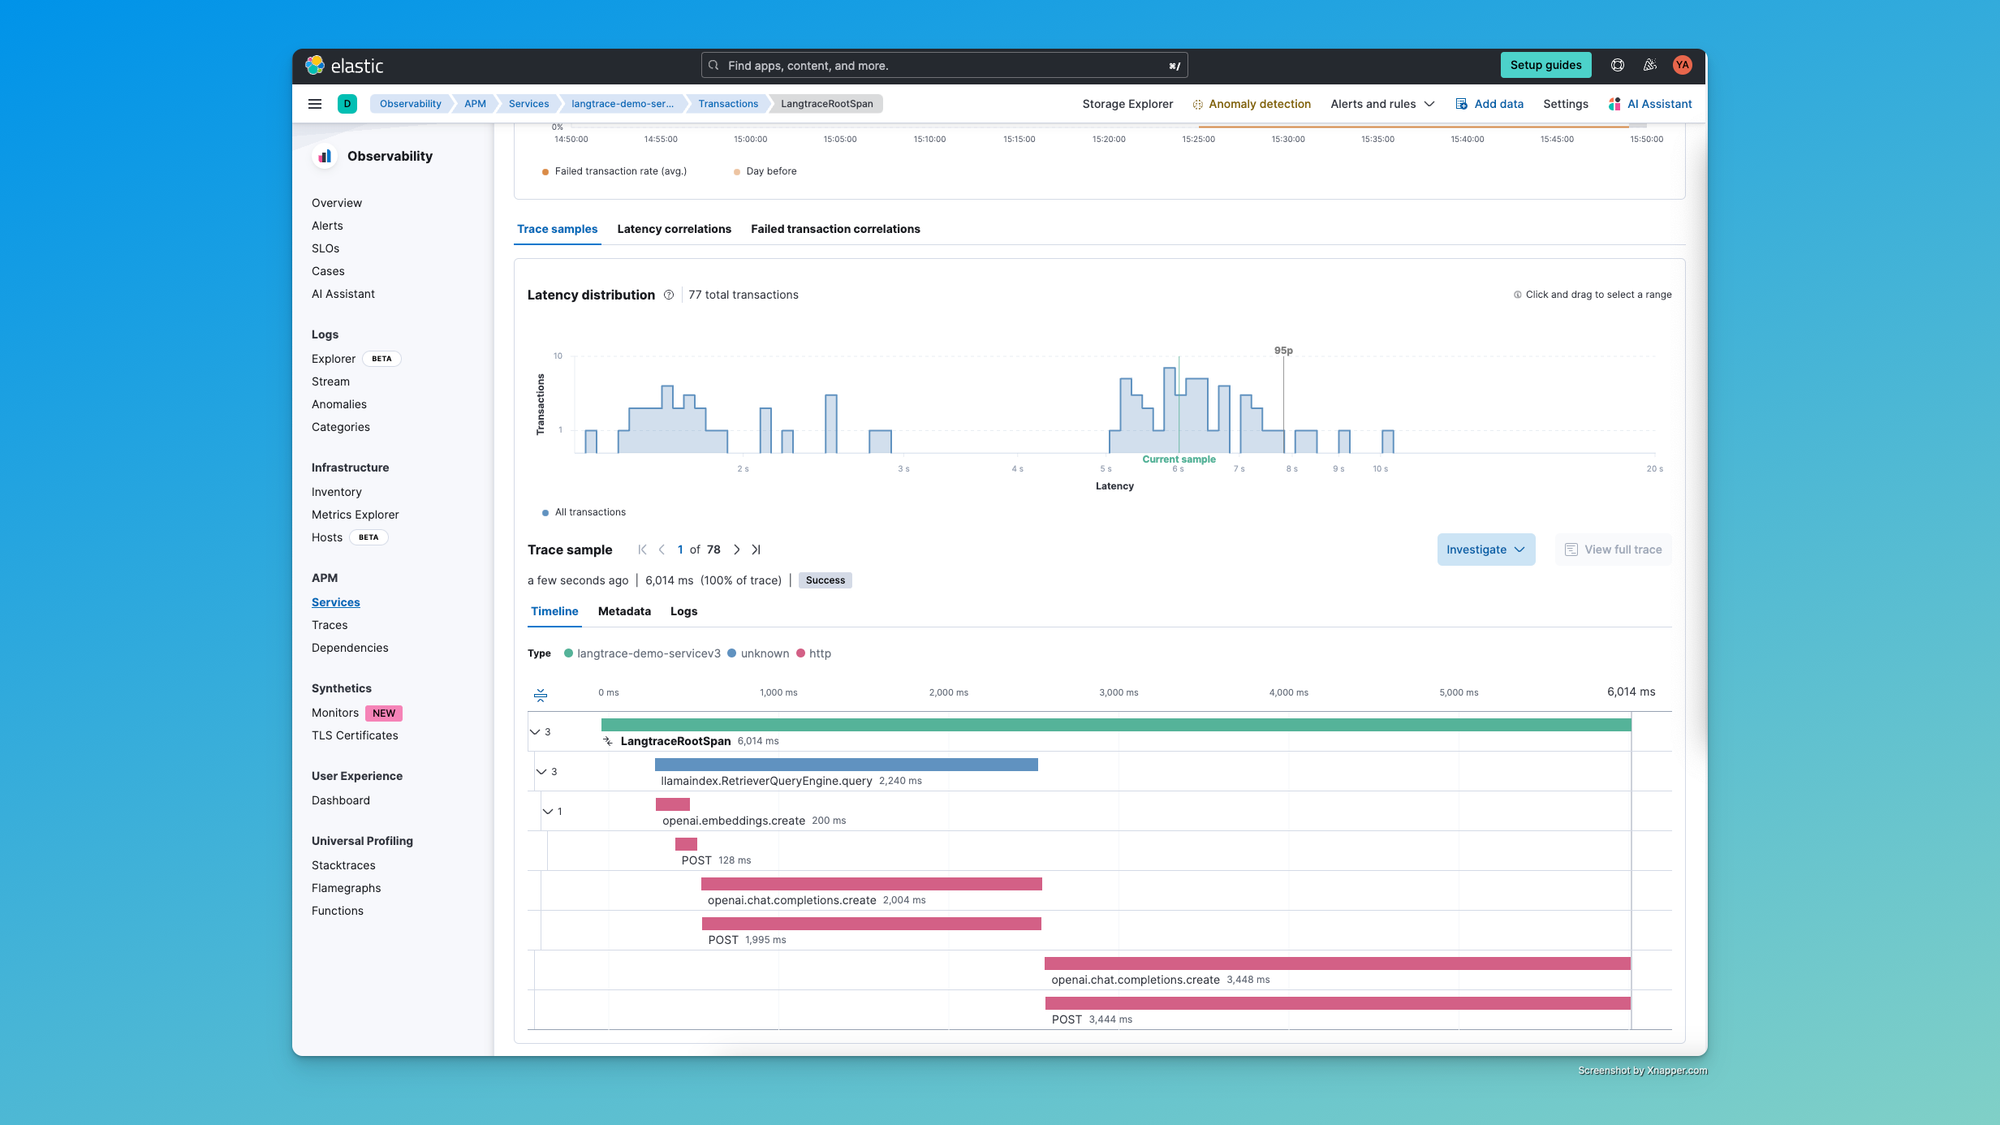 elastic
Find apps, content, and more.
⌘/
Setup guides
YA
D
Observability
APM
Services
langtrace-demo-ser...
Transactions
LangtraceRootSpan
Storage Explorer
Anomaly detection
Alerts and rules
Add data
Settings
AI Assistant
Observability
Overview
Alerts
SLOs
Cases
AI Assistant
Logs
Explorer BETA
Stream
Anomalies
Categories
Infrastructure
Inventory
Metrics Explorer
Hosts BETA
APM
Services
Traces
Dependencies
Synthetics
Monitors NEW
TLS Certificates
User Experience
Dashboard
Universal Profiling
Stacktraces
Flamegraphs
Functions
0%
14:50:00 14:55:00 15:00:00 15:05:00 15:10:00 15:15:00 15:20:00 15:25:00 15:30:00 15:35:00 15:40:00 15:45:00 15:50:00
Failed transaction rate (avg.) Day before
Trace samples Latency correlations Failed transaction correlations
Latency distribution 77 total transactions
Click and drag to select a range
95p
10
Transactions
1
Current sample
2 s 3 s 4 s 5 s 6 s 7 s 8 s 9 s 10 s 20 s
Latency
All transactions
Trace sample 1 of 78
Investigate
View full trace
a few seconds ago | 6,014 ms (100% of trace) | Success
Timeline Metadata Logs
Type langtrace-demo-servicev3 unknown http
0 ms 1,000 ms 2,000 ms 3,000 ms 4,000 ms 5,000 ms 6,014 ms
3
LangtraceRootSpan 6,014 ms
3
llamaindex.RetrieverQueryEngine.query 2,240 ms
1
openai.embeddings.create 200 ms
POST 128 ms
openai.chat.completions.create 2,004 ms
POST 1,995 ms
openai.chat.completions.create 3,448 ms
POST 3,444 ms
Screenshot by Xnapper.com